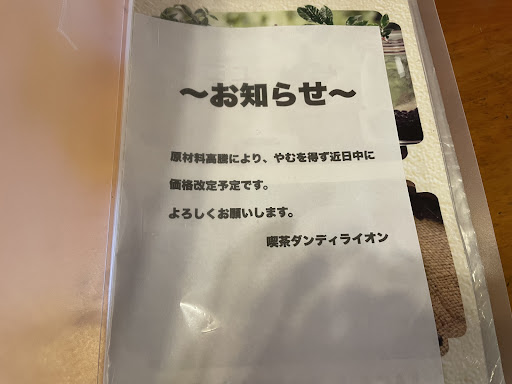 ～お知らせ～
原材料高騰により、やむを得ず近日中に
価格改定予定です。
よろしくお願いします。
喫茶ダンディライオン